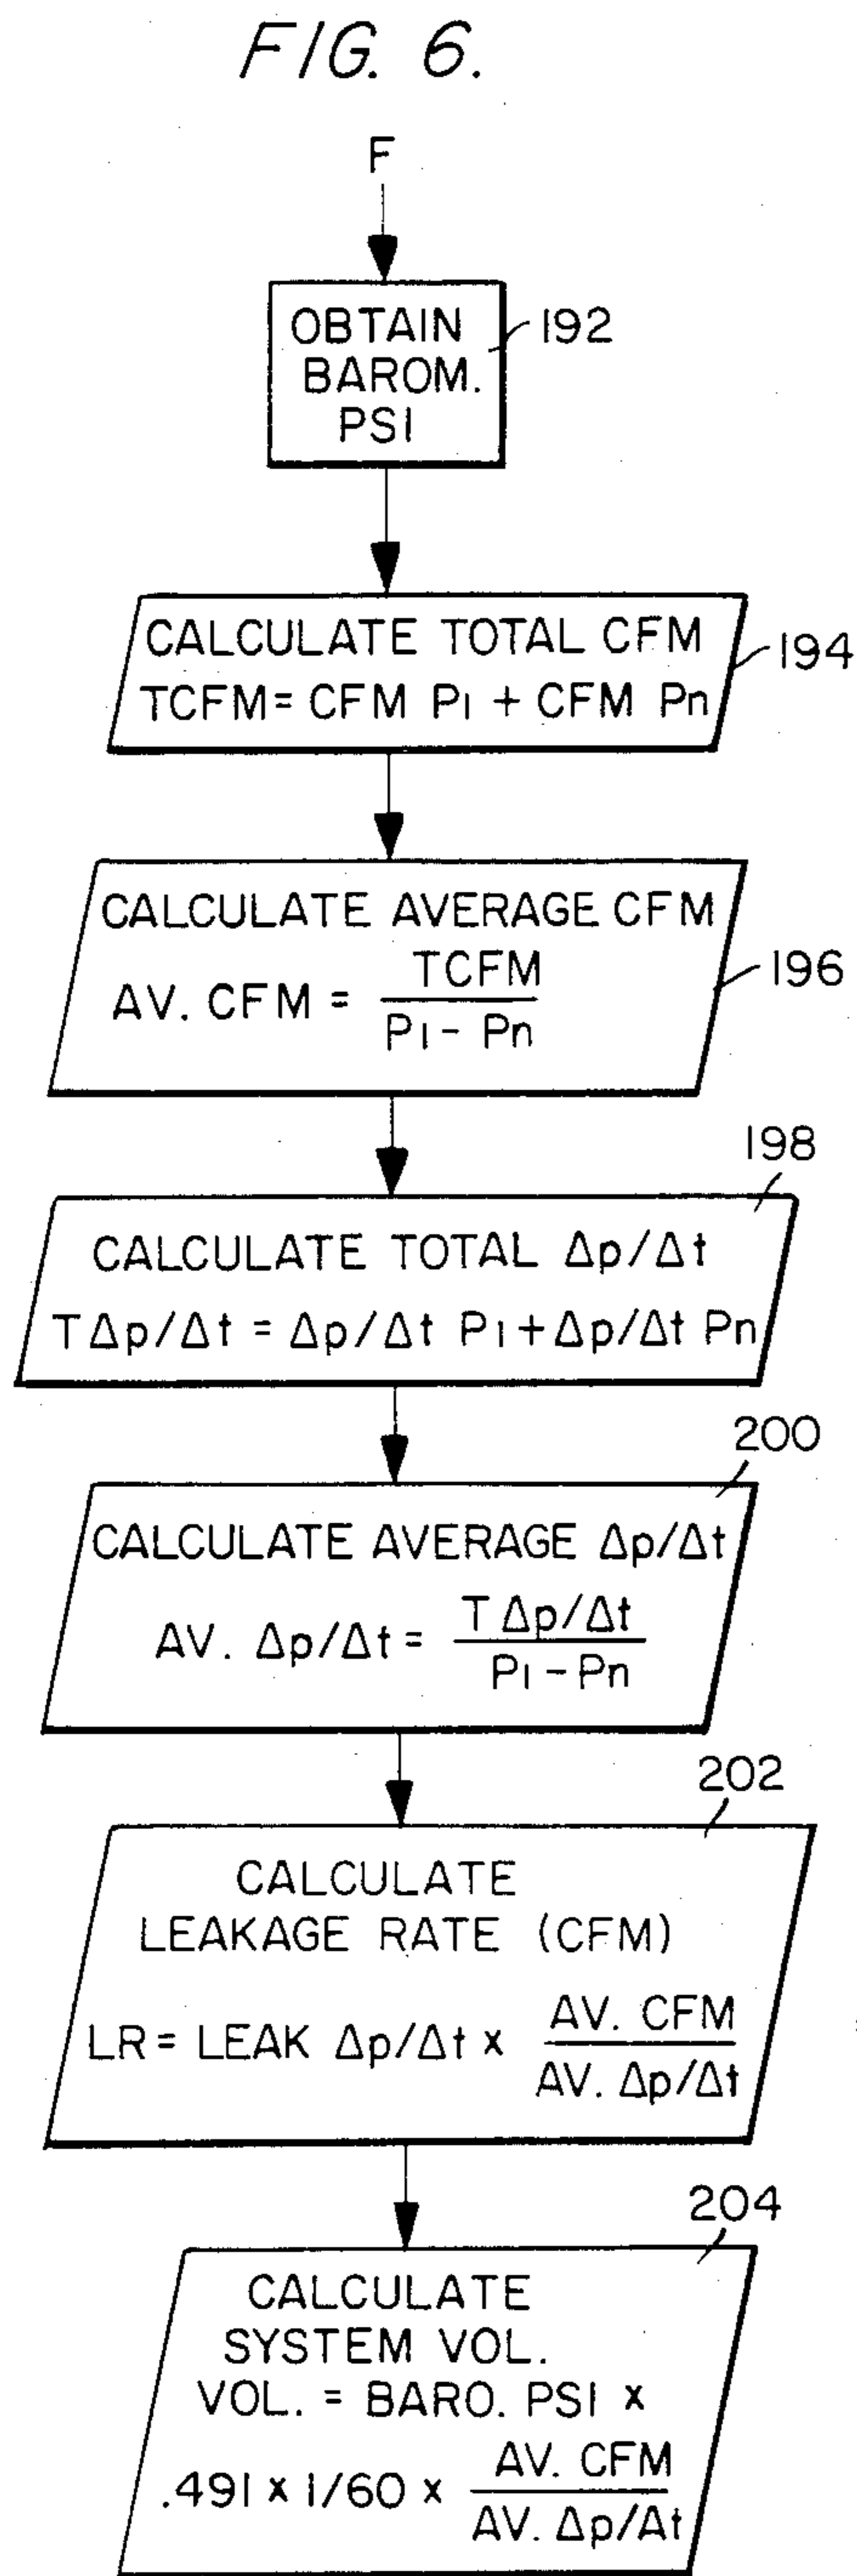 FIG. 6.
F
OBTAIN
BAROM.
PSI
192
CALCULATE TOTAL CFM
TCFM = CFM P1 + CFM Pn
194
CALCULATE AVERAGE CFM
AV. CFM = TCFM / P1 - Pn
196
198
CALCULATE TOTAL Δp/Δt
T Δp/Δt = Δp/Δt P1 + Δp/Δt Pn
200
CALCULATE AVERAGE Δp/Δt
AV. Δp/Δt = T Δp/Δt / P1 - Pn
202
CALCULATE
LEAKAGE RATE (CFM)
LR = LEAK Δp/Δt x AV. CFM / AV. Δp/Δt
204
CALCULATE
SYSTEM VOL.
VOL. = BARO. PSI x
.491 x 1/60 x AV. CFM / AV. Δp/At